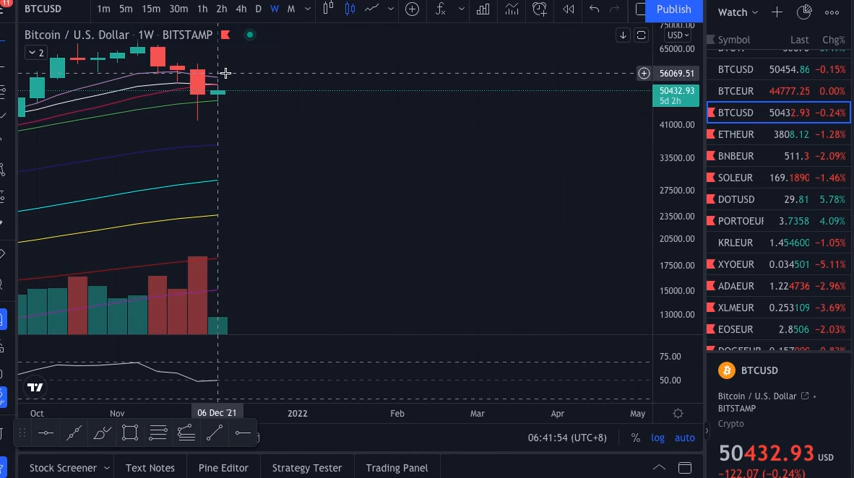 11
BTCUSD 1m 5m 15m 30m 1h 2h 4h D W M Publish
Bitcoin / U.S. Dollar · 1W · BITSTAMP
2
75000.00
USD
65000.00
56069.51
50432.93
5d 2h
41000.00
33500.00
27500.00
23500.00
20500.00
17500.00
15000.00
13000.00
75.00
50.00
Oct Nov 06 Dec '21 2022 Feb Mar Apr May
06:41:54 (UTC+8) % log auto
Stock Screener Text Notes Pine Editor Strategy Tester Trading Panel
Watch
Symbol Last Chg%
BTCUSD 50454.86 −0.15%
BTCEUR 44777.25 0.00%
BTCUSD 50432.93 −0.24%
ETHEUR 3808.12 −1.28%
BNBEUR 511.3 −2.09%
SOLEUR 169.1890 −1.46%
DOTUSD 29.81 5.78%
PORTOEUR 3.7358 4.09%
KRLEUR 1.454600 −1.05%
XYOEUR 0.034501 −5.11%
ADAEUR 1.224736 −2.96%
XLMEUR 0.253109 −3.69%
EOSEUR 2.8506 −2.03%
BTCUSD
Bitcoin / U.S. Dollar
BITSTAMP
Crypto
50432.93 USD
−122.07 (−0.24%)